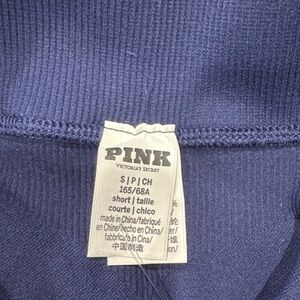 PINK
VICTORIA'S SECRET
S | P | CH
165/68A
short | taille
courte | chico
made in China/fabriqué
en Chine/hecho en China/
fabbricato in Cina/
中国制造